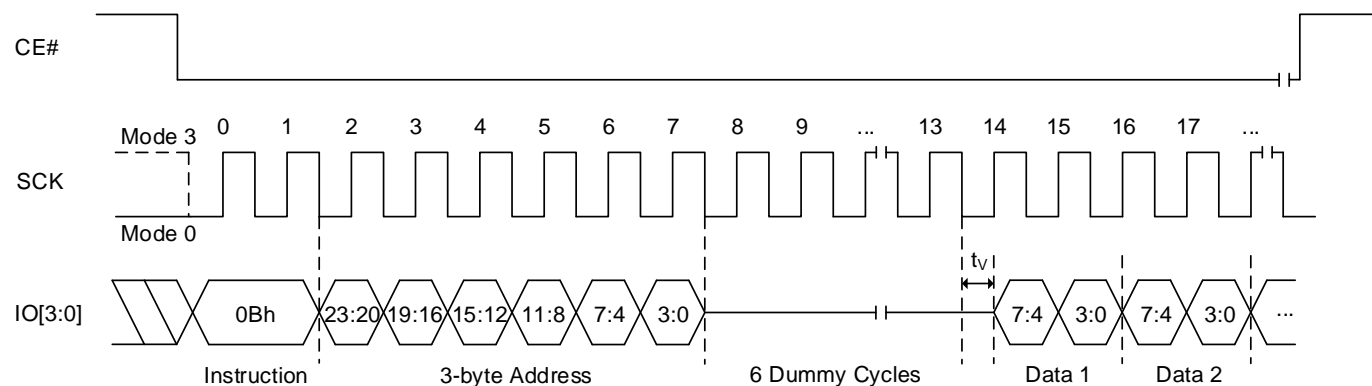 CE#
0 1 2 3 4 5 6 7 8 9 ... 13 14 15 16 17 ...
Mode 3
SCK
Mode 0
tV
IO[3:0] 0Bh 23:20 19:16 15:12 11:8 7:4 3:0 7:4 3:0 7:4 3:0 ...
Instruction 3-byte Address 6 Dummy Cycles Data 1 Data 2